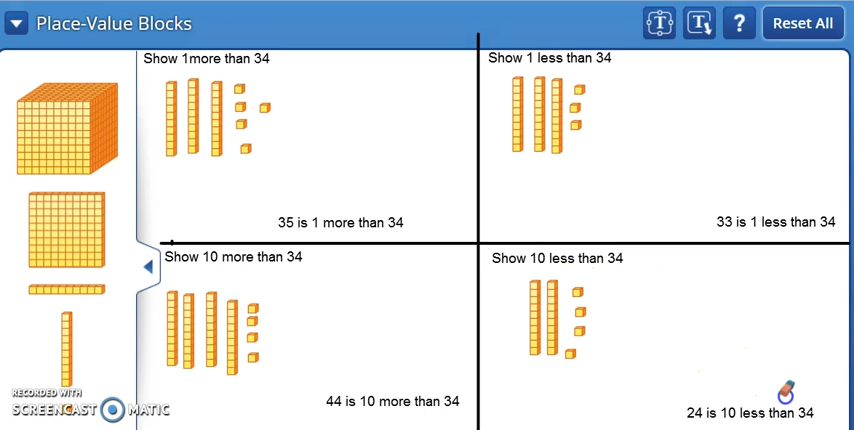 Place-Value Blocks
T
T
?
Reset All
Show 1more than 34
Show 1 less than 34
35 is 1 more than 34
33 is 1 less than 34
Show 10 more than 34
Show 10 less than 34
44 is 10 more than 34
24 is 10 less than 34
RECORDED WITH
SCREENCAST MATIC